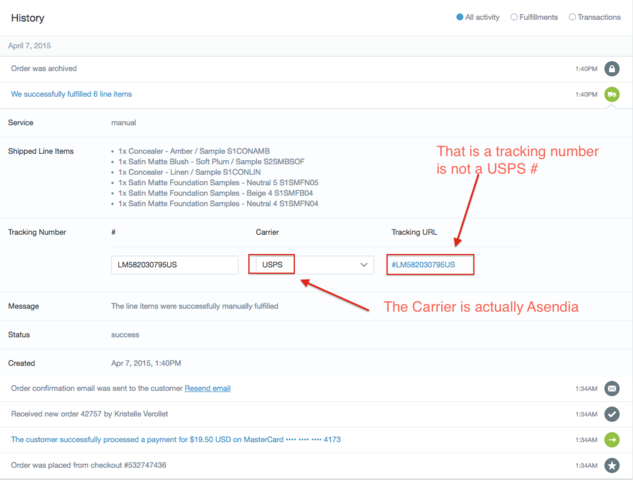 History
All activity
Fulfillments
Transactions
April 7, 2015
Order was archived
1:40PM
We successfully fulfilled 6 line items
1:40PM
Service
manual
Shipped Line Items
• 1x Concealer - Amber / Sample S1CONAMB
• 1x Satin Matte Blush - Soft Plum / Sample S2SMBSOF
• 1x Concealer - Linen / Sample S1CONLIN
• 1x Satin Matte Foundation Samples - Neutral 5 S1SMFN05
• 1x Satin Matte Foundation Samples - Beige 4 S1SMFB04
• 1x Satin Matte Foundation Samples - Neutral 4 S1SMFN04
That is a tracking number
is not a USPS #
Tracking Number
#
Carrier
Tracking URL
LM582030795US
USPS
#LM582030795US
The Carrier is actually Asendia
Message
The line items were successfully manually fulfilled
Status
success
Created
Apr 7, 2015, 1:40PM
Order confirmation email was sent to the customer Resend email
1:34AM
Received new order 42757 by Kristelle Verollet
1:34AM
The customer successfully processed a payment for $19.50 USD on MasterCard •••• •••• •••• 4173
1:34AM
Order was placed from checkout #532747436
1:34AM